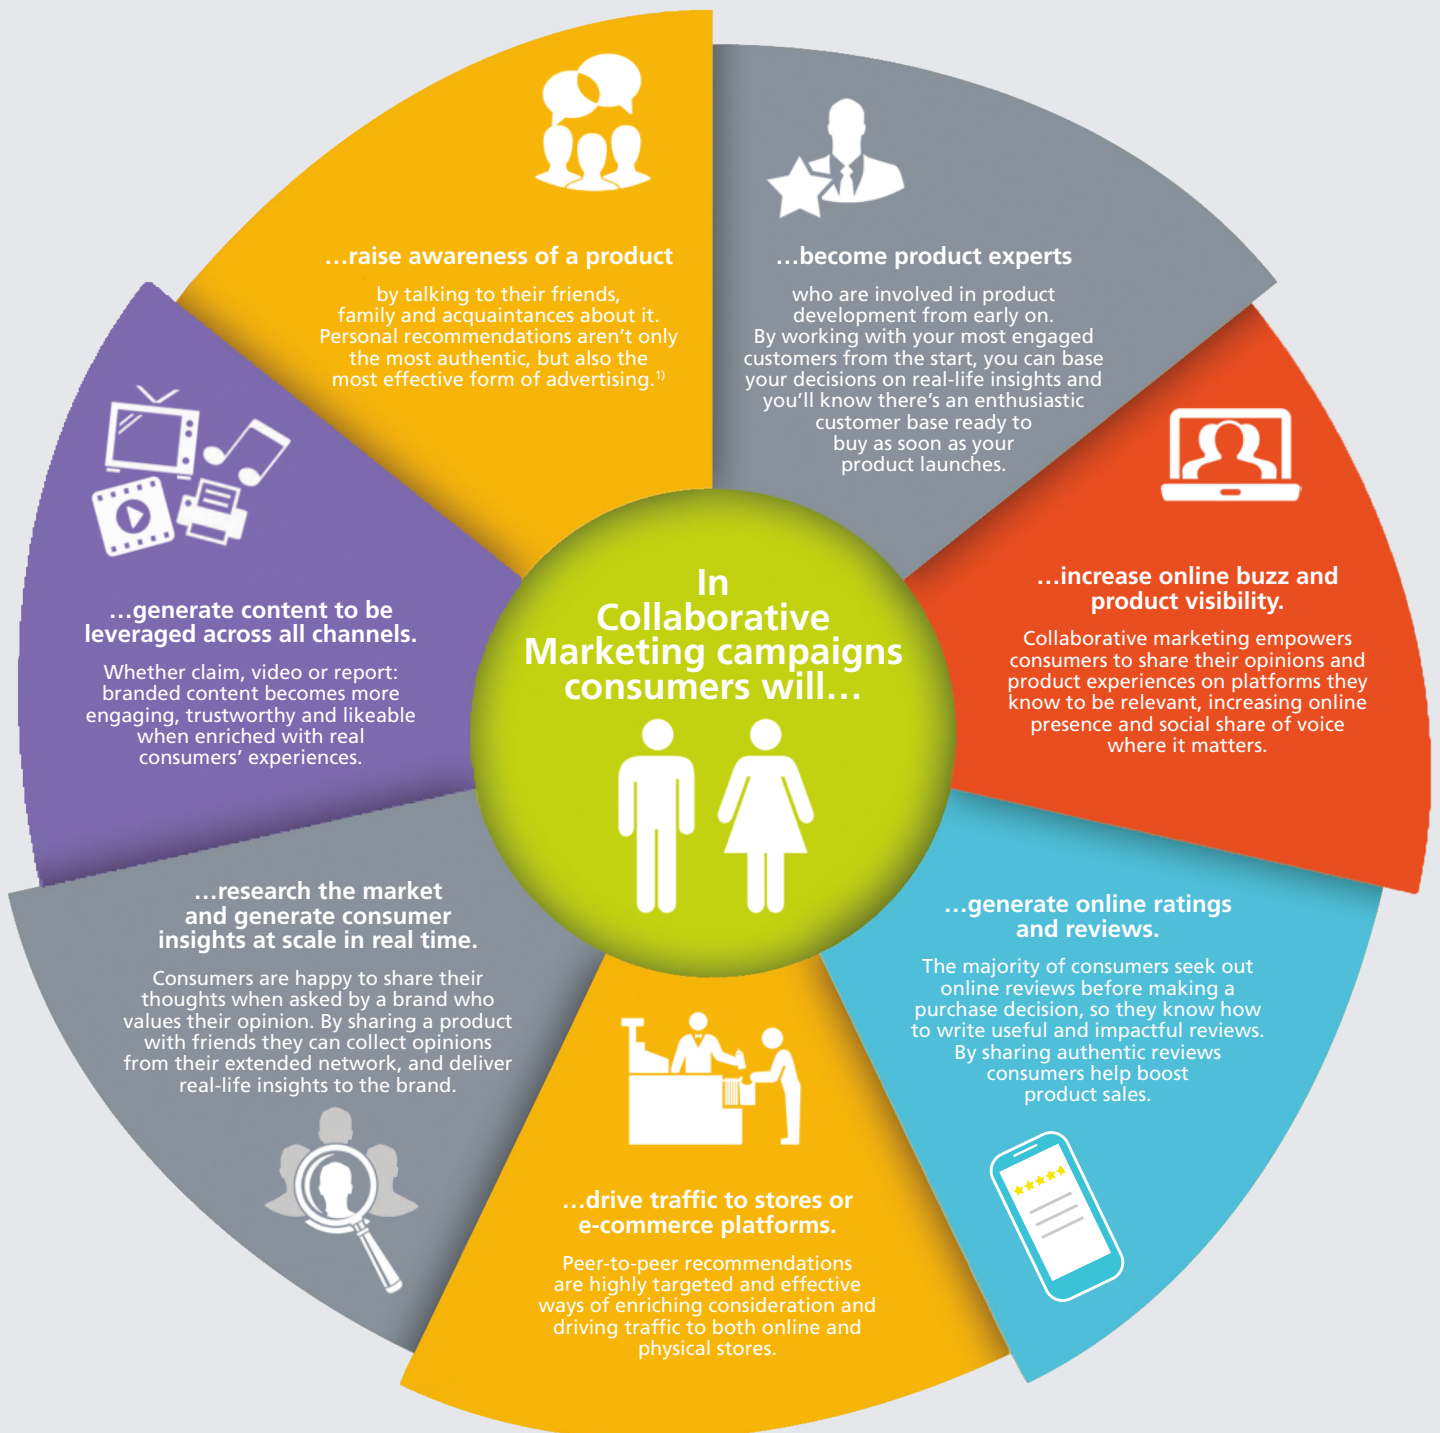 In
Collaborative
Marketing campaigns
consumers will…
…become product experts
who are involved in product
development from early on.
By working with your most engaged
customers from the start, you can base
your decisions on real-life insights and
you’ll know there’s an enthusiastic
customer base ready to
buy as soon as your
product launches.
…increase online buzz and
product visibility.
Collaborative marketing empowers
consumers to share their opinions and
product experiences on platforms they
know to be relevant, increasing online
presence and social share of voice
where it matters.
…generate online ratings
and reviews.
The majority of consumers seek out
online reviews before making a
purchase decision, so they know how
to write useful and impactful reviews.
By sharing authentic reviews
consumers help boost
product sales.
…drive traffic to stores or
e-commerce platforms.
Peer-to-peer recommendations
are highly targeted and effective
ways of enriching consideration and
driving traffic to both online and
physical stores.
…research the market
and generate consumer
insights at scale in real time.
Consumers are happy to share their
thoughts when asked by a brand who
values their opinion. By sharing a product
with friends they can collect opinions
from their extended network, and deliver
real-life insights to the brand.
…generate content to be
leveraged across all channels.
Whether claim, video or report:
branded content becomes more
engaging, trustworthy and likeable
when enriched with real
consumers’ experiences.
…raise awareness of a product
by talking to their friends,
family and acquaintances about it.
Personal recommendations aren’t only
the most authentic, but also the
most effective form of advertising.¹⁾